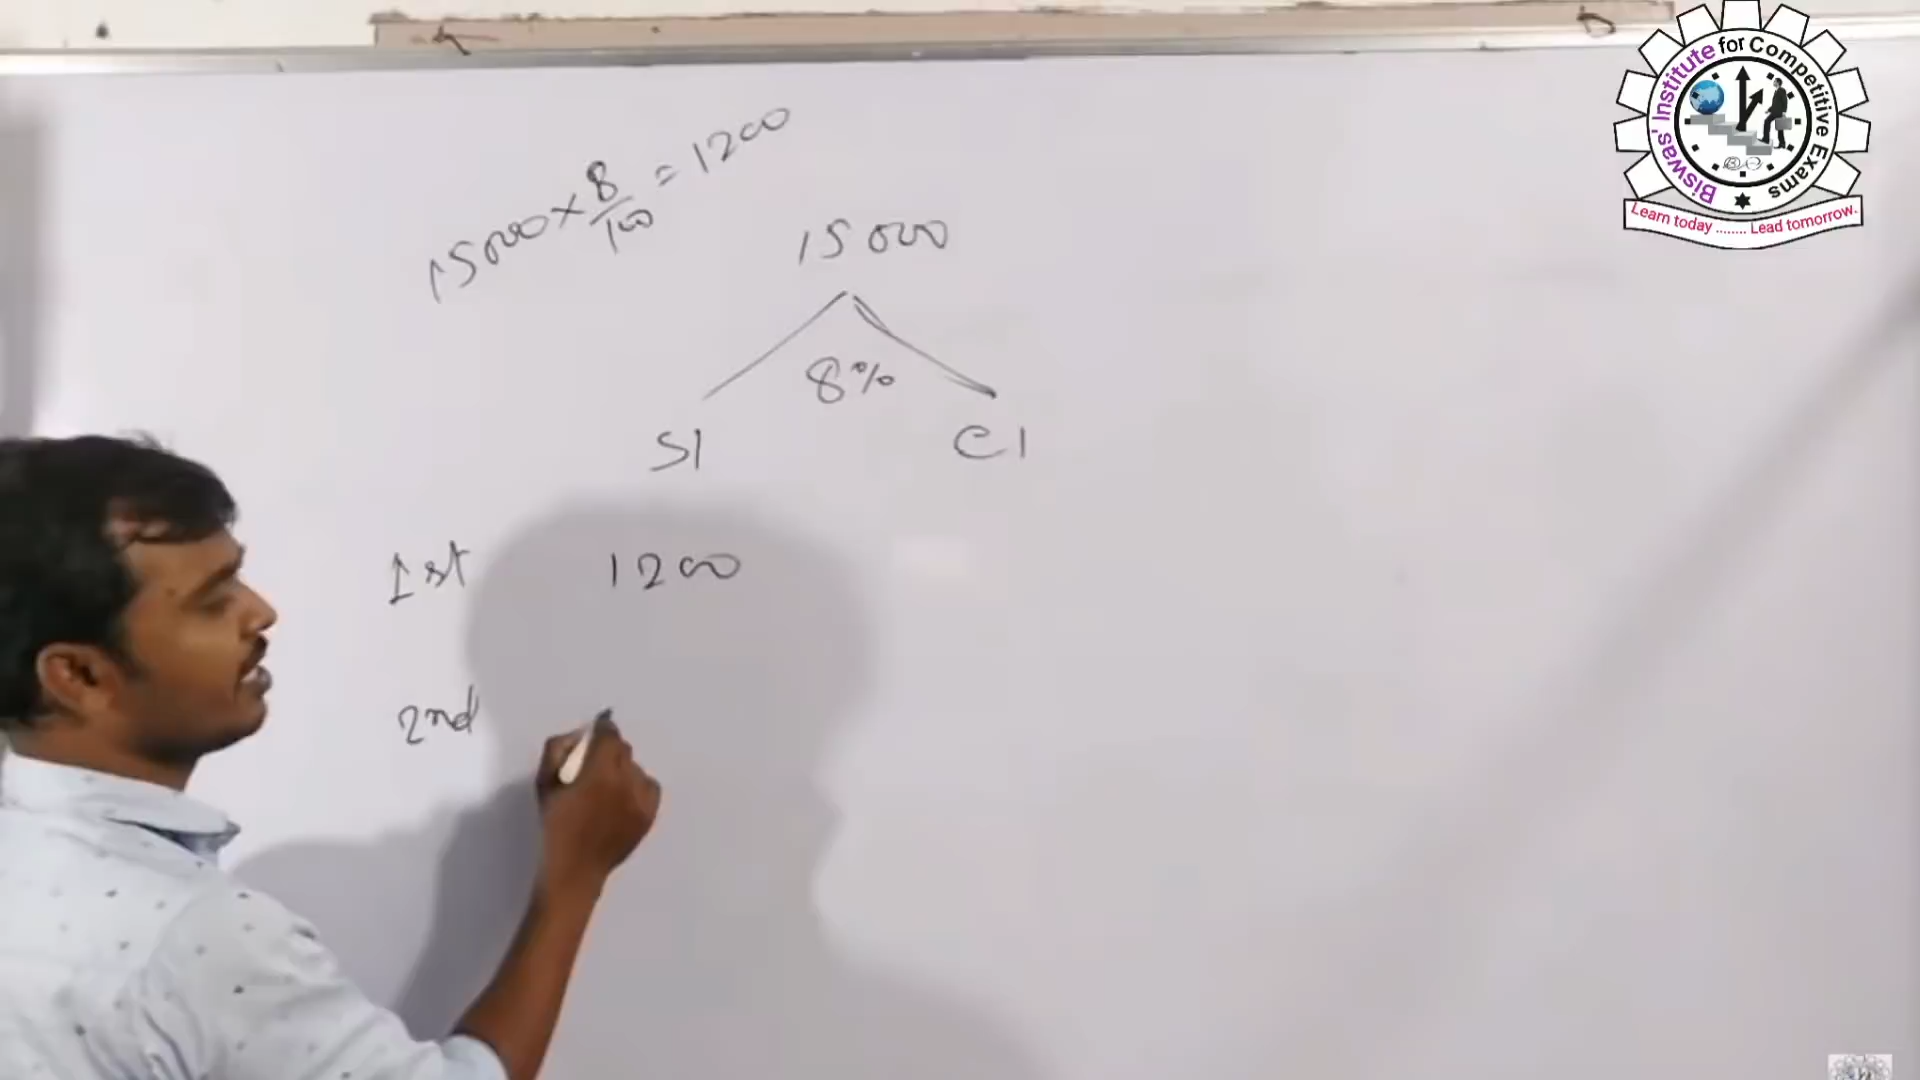 15000 × 8/100 = 1200
15000
8%
SI CI
1st 1200
2nd
Biswas' Institute for Competitive Exams
Learn today ........ Lead tomorrow.